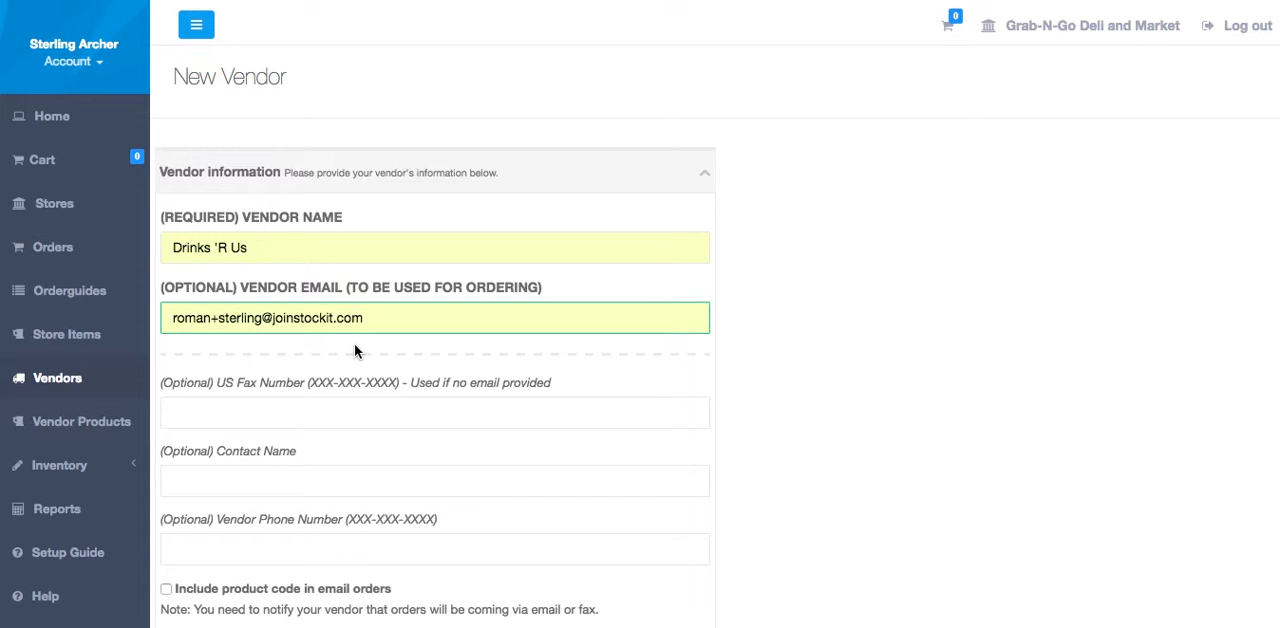 Sterling Archer
Account
0
Grab-N-Go Deli and Market
Log out
Home
Cart
0
Stores
Orders
Orderguides
Store Items
Vendors
Vendor Products
Inventory
Reports
Setup Guide
Help
New Vendor
Vendor information Please provide your vendor's information below.
(REQUIRED) VENDOR NAME
Drinks 'R Us
(OPTIONAL) VENDOR EMAIL (TO BE USED FOR ORDERING)
roman+sterling@joinstockit.com
(Optional) US Fax Number (XXX-XXX-XXXX) - Used if no email provided
(Optional) Contact Name
(Optional) Vendor Phone Number (XXX-XXX-XXXX)
Include product code in email orders
Note: You need to notify your vendor that orders will be coming via email or fax.